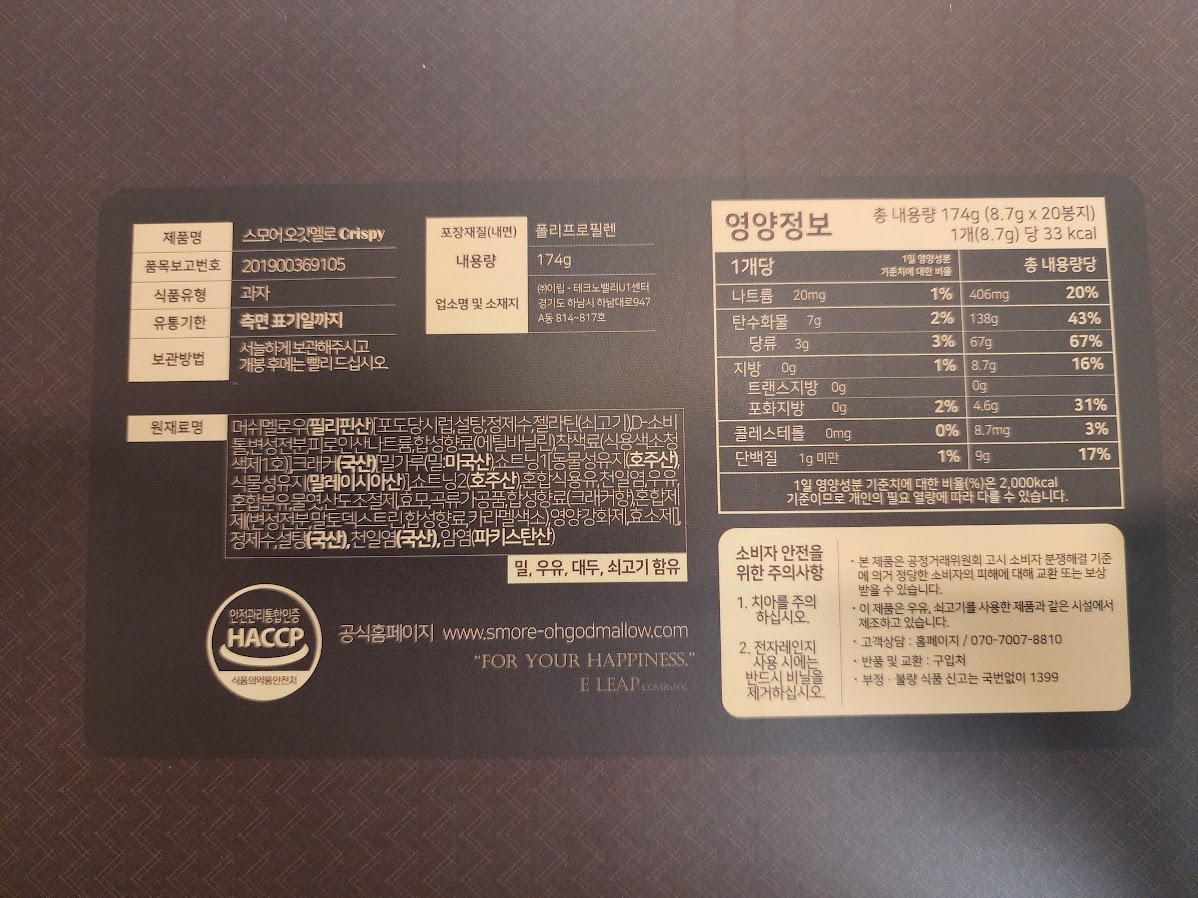 제품명 스모어오갓멜로 Crispy
품목보고번호 201900369105
식품유형 과자
유통기한 측면 표기일까지
보관방법 서늘하게보관해주시고
개봉후에는빨리드십시오
포장재질(내면) 폴리프로필렌
내용량 174g
업소명 및 소재지 ㈜이립 - 테크노밸리U1센터
경기도 하남시 하남대로947
A동 814~817호
원재료명 머쉬멜로우(필리핀산)[포도당시럽,설탕,정제수,젤라틴(쇠고기),D-소비
톨,변성전분,피로인산나트륨,합성향료(에틸바닐린),착색료(식용색소청
색제1호)],크래커(국산)[밀가루(밀:미국산),쇼트닝1[동물성유지(호주산),
식물성유지(말레이시아산)],쇼트닝2(호주산),혼합식용유,천일염,우유,
혼합분유,물엿,산도조절제,효모,곡류가공품,합성향료(크래커향),혼합제
제(변성전분,말토덱스트린,합성향료,카라멜색소),영양강화제,효소제],
정제수,설탕(국산),천일염(국산),암염(파키스탄산)
밀, 우유, 대두, 쇠고기 함유
안전관리통합인증
HACCP
식품의약품안전처
공식홈페이지 www.smore-ohgodmallow.com
"FOR YOUR HAPPINESS."
E LEAP COMPANY.
영양정보
총 내용량 174g (8.7g x 20봉지)
1개(8.7g) 당 33 kcal
1개당 1일 영양성분
기준치에 대한 비율 총 내용량당
나트륨 20mg 1% 406mg 20%
탄수화물 7g 2% 138g 43%
당류 3g 3% 67g 67%
지방 0g 1% 8.7g 16%
트랜스지방 0g 0g
포화지방 0g 2% 4.6g 31%
콜레스테롤 0mg 0% 8.7mg 3%
단백질 1g 미만 1% 9g 17%
1일 영양성분 기준치에 대한 비율(%)은 2,000kcal
기준이므로 개인의 필요 열량에 따라 다를 수 있습니다.
소비자 안전을
위한 주의사항
1. 치아를 주의
하십시오.
2. 전자레인지
사용 시에는
반드시 비닐을
제거하십시오.
· 본 제품은 공정거래위원회 고시 소비자 분쟁해결 기준
에 의거 정당한 소비자의 피해에 대해 교환 또는 보상
받을 수 있습니다.
· 이 제품은 우유, 쇠고기를 사용한 제품과 같은 시설에서
제조하고 있습니다.
· 고객상담 : 홈페이지 / 070-7007-8810
· 반품 및 교환 : 구입처
· 부정 · 불량 식품 신고는 국번없이 1399